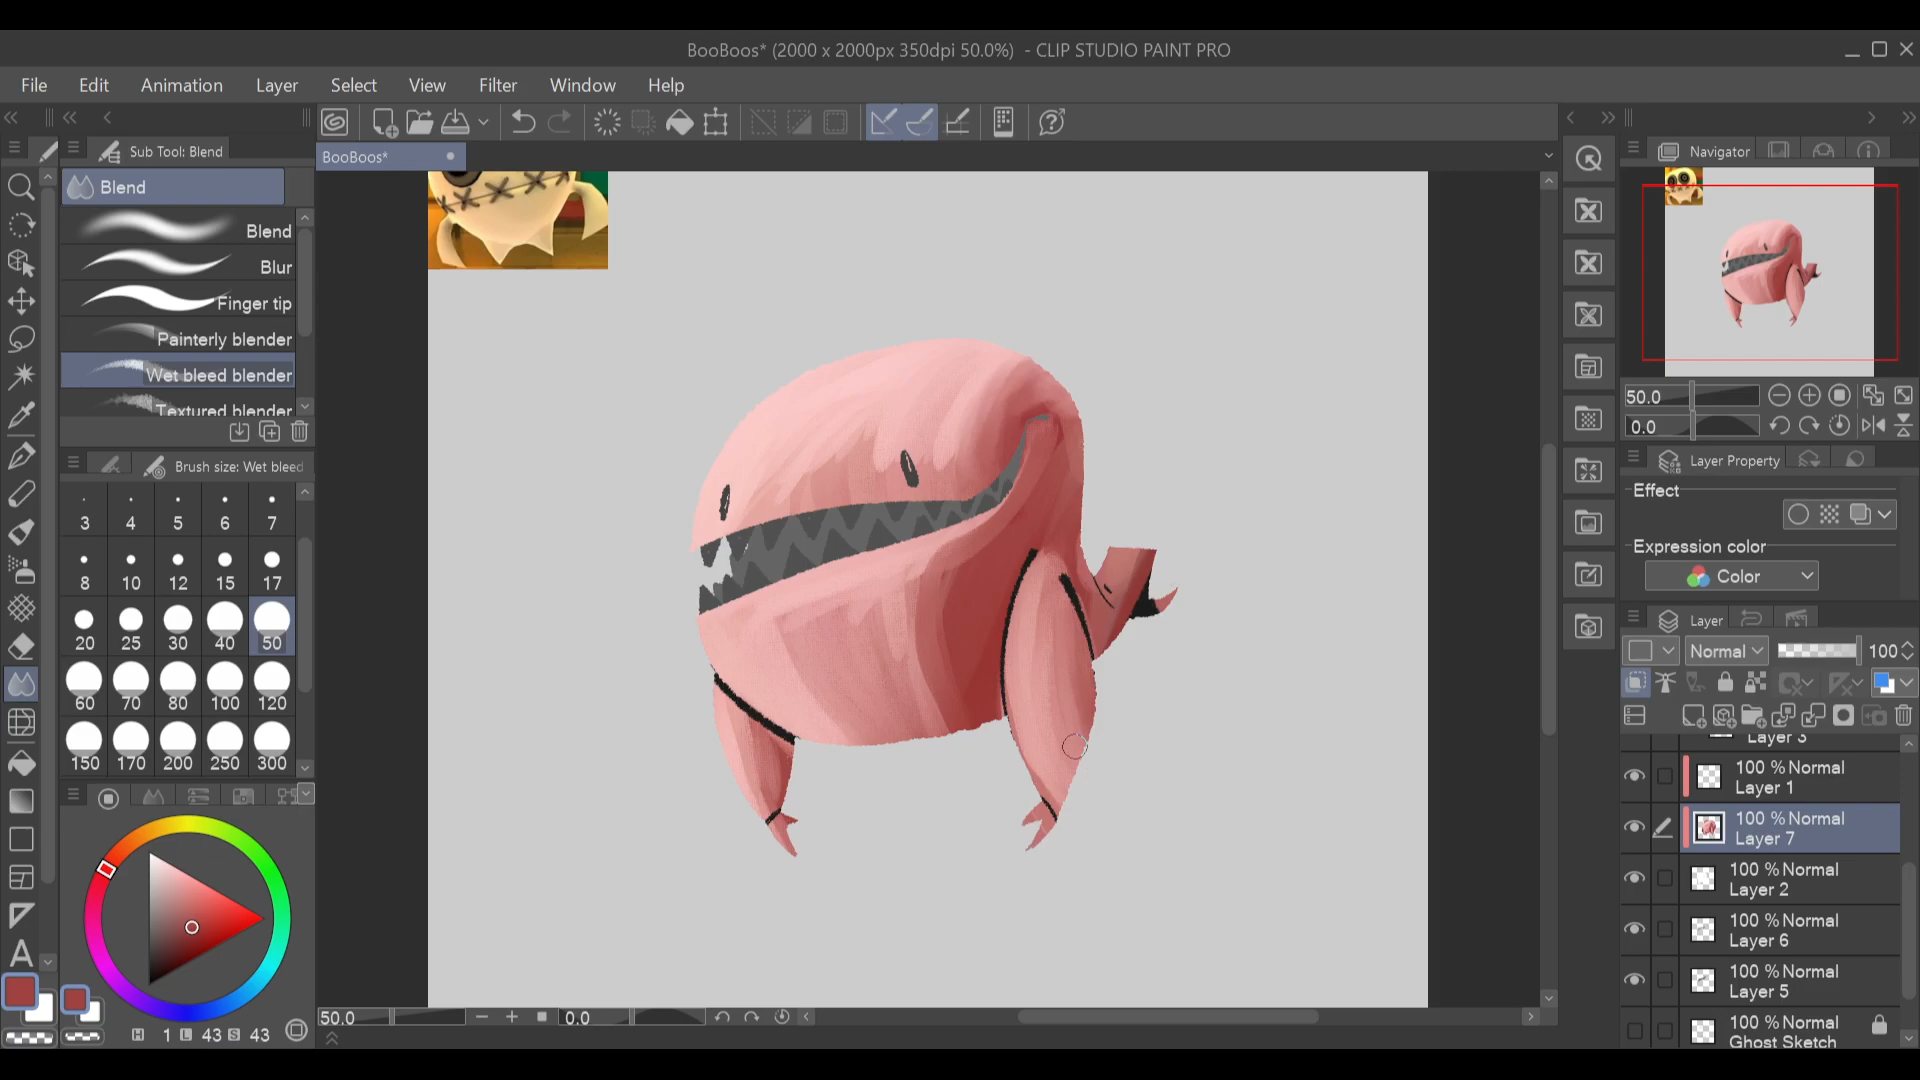 BooBoos* (2000 x 2000px 350dpi 50.0%) - CLIP STUDIO PAINT PRO
File Edit Animation Layer Select View Filter Window Help
Sub Tool: Blend
BooBoos*
Navigator
Blend
Blend
Blur
Finger tip
Painterly blender
Wet bleed blender
Textured blender
Brush size: Wet bleed
3 4 5 6 7
8 10 12 15 17
20 25 30 40 50
60 70 80 100 120
150 170 200 250 300
H 1 L 43 S 43
50.0
0.0
50.0
0.0
Layer Property
Effect
Expression color
Color
Layer
Normal
100
Layer 3
100 % Normal
Layer 1
100 % Normal
Layer 7
100 % Normal
Layer 2
100 % Normal
Layer 6
100 % Normal
Layer 5
100 % Normal
Ghost Sketch